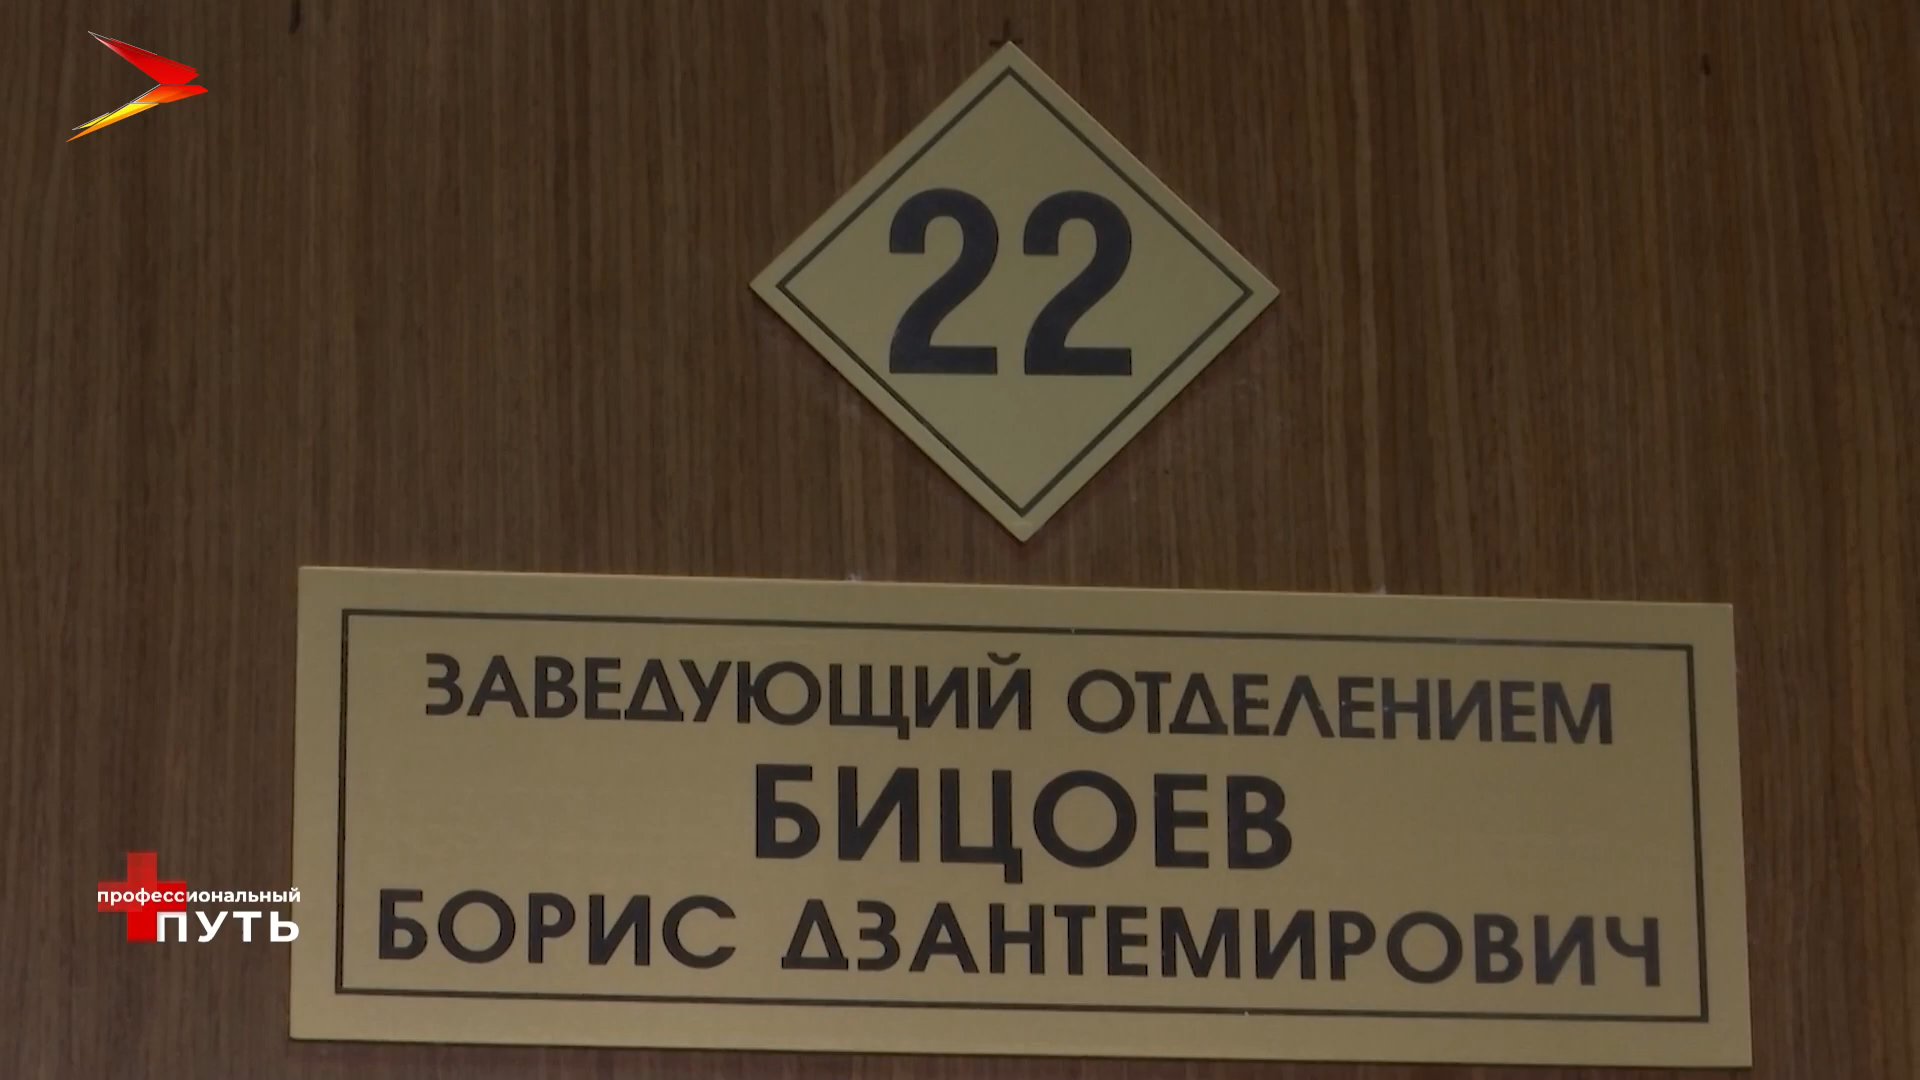 22
ЗАВЕДУЮЩИЙ ОТДЕЛЕНИЕМ
БИЦОЕВ
БОРИС ДЗАНТЕМИРОВИЧ
профессиональный
ПУТЬ